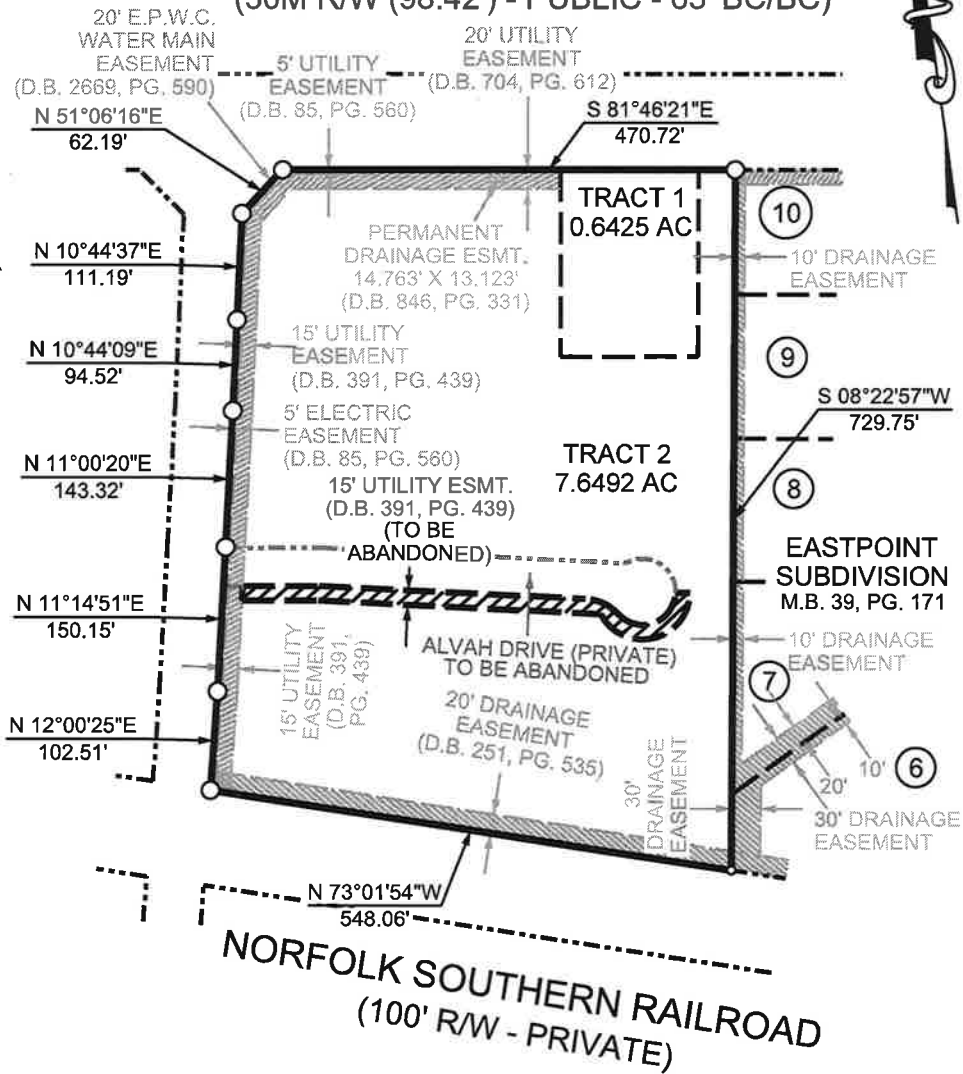 (30M R/W (98.42') - PUBLIC - 65' BC/BC)
20' E.P.W.C.
WATER MAIN
EASEMENT
(D.B. 2669, PG. 590)
5' UTILITY
EASEMENT
(D.B. 85, PG. 560)
20' UTILITY
EASEMENT
(D.B. 704, PG. 612)
N 51°06'16"E
62.19'
S 81°46'21"E
470.72'
TRACT 1
0.6425 AC
10
PERMANENT
DRAINAGE ESMT.
14.763' X 13.123'
(D.B. 846, PG. 331)
10' DRAINAGE
EASEMENT
N 10°44'37"E
111.19'
15' UTILITY
EASEMENT
(D.B. 391, PG. 439)
9
N 10°44'09"E
94.52'
S 08°22'57"W
729.75'
5' ELECTRIC
EASEMENT
(D.B. 85, PG. 560)
TRACT 2
7.6492 AC
N 11°00'20"E
143.32'
15' UTILITY ESMT.
(D.B. 391, PG. 439)
(TO BE
ABANDONED)
8
EASTPOINT
SUBDIVISION
M.B. 39, PG. 171
N 11°14'51"E
150.15'
ALVAH DRIVE (PRIVATE)
TO BE ABANDONED
10' DRAINAGE
EASEMENT
15' UTILITY
EASEMENT
(D.B. 391,
PG. 439)
20' DRAINAGE
EASEMENT
(D.B. 251, PG. 535)
7
N 12°00'25"E
102.51'
30'
DRAINAGE
EASEMENT
10'
20'
6
30' DRAINAGE
EASEMENT
N 73°01'54"W
548.06'
NORFOLK SOUTHERN RAILROAD
(100' R/W - PRIVATE)